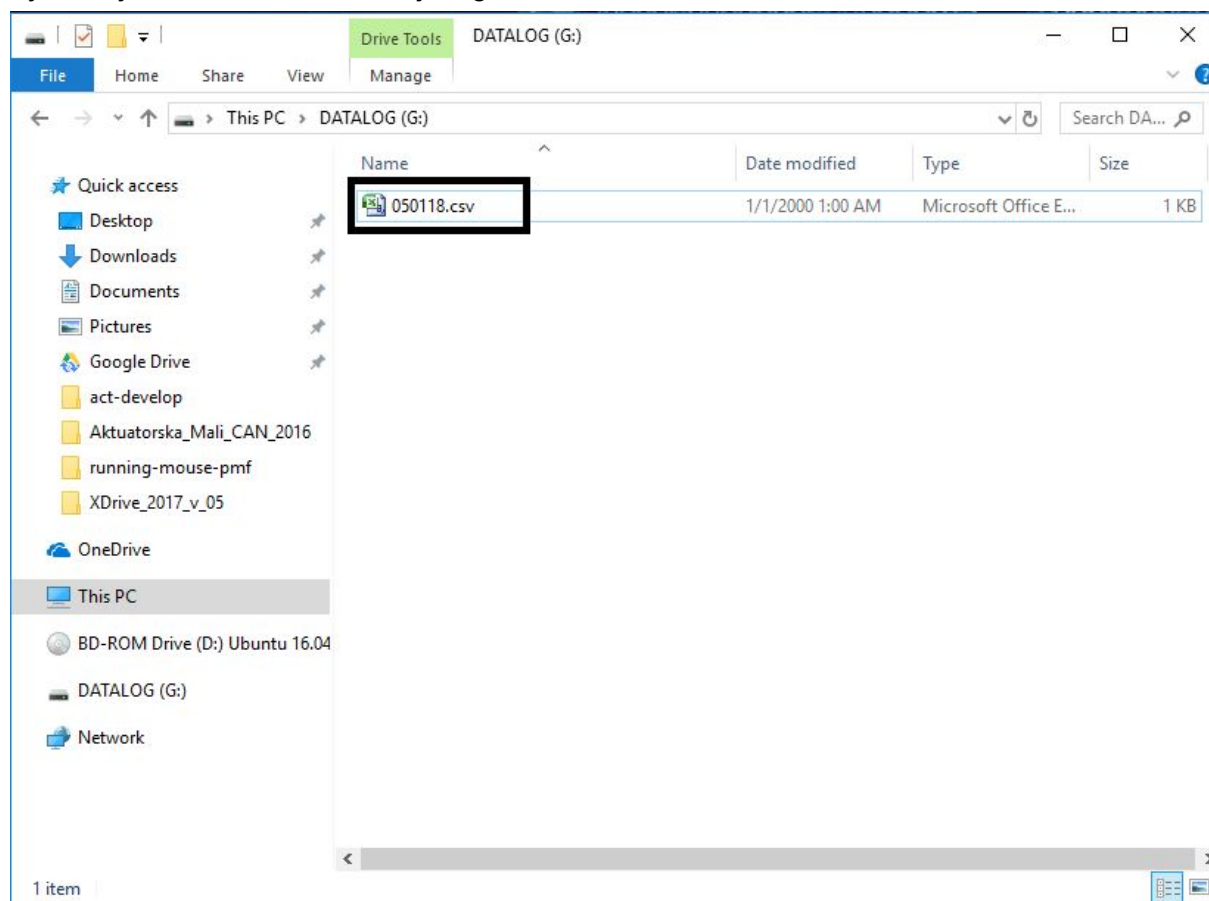 Drive Tools
DATALOG (G:)
File
Home
Share
View
Manage
This PC > DATALOG (G:)
Search DA...
Name
Date modified
Type
Size
050118.csv
1/1/2000 1:00 AM
Microsoft Office E...
1 KB
Quick access
Desktop
Downloads
Documents
Pictures
Google Drive
act-develop
Aktuatorska_Mali_CAN_2016
running-mouse-pmf
XDrive_2017_v_05
OneDrive
This PC
BD-ROM Drive (D:) Ubuntu 16.04
DATALOG (G:)
Network
1 item